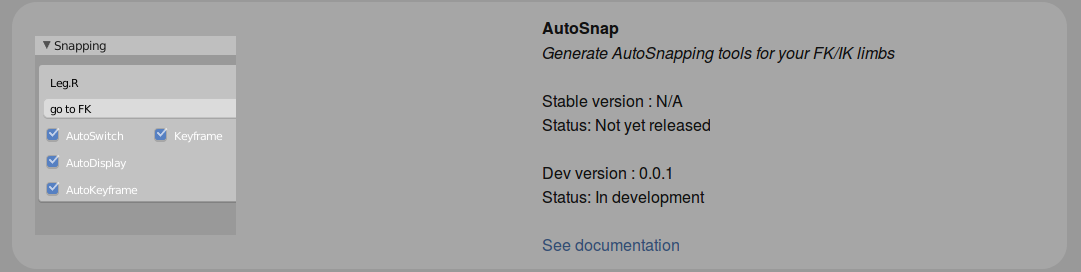 Snapping
Leg.R
go to FK
AutoSwitch Keyframe
AutoDisplay
AutoKeyframe
AutoSnap
Generate AutoSnapping tools for your FK/IK limbs
Stable version : N/A
Status: Not yet released
Dev version : 0.0.1
Status: In development
See documentation